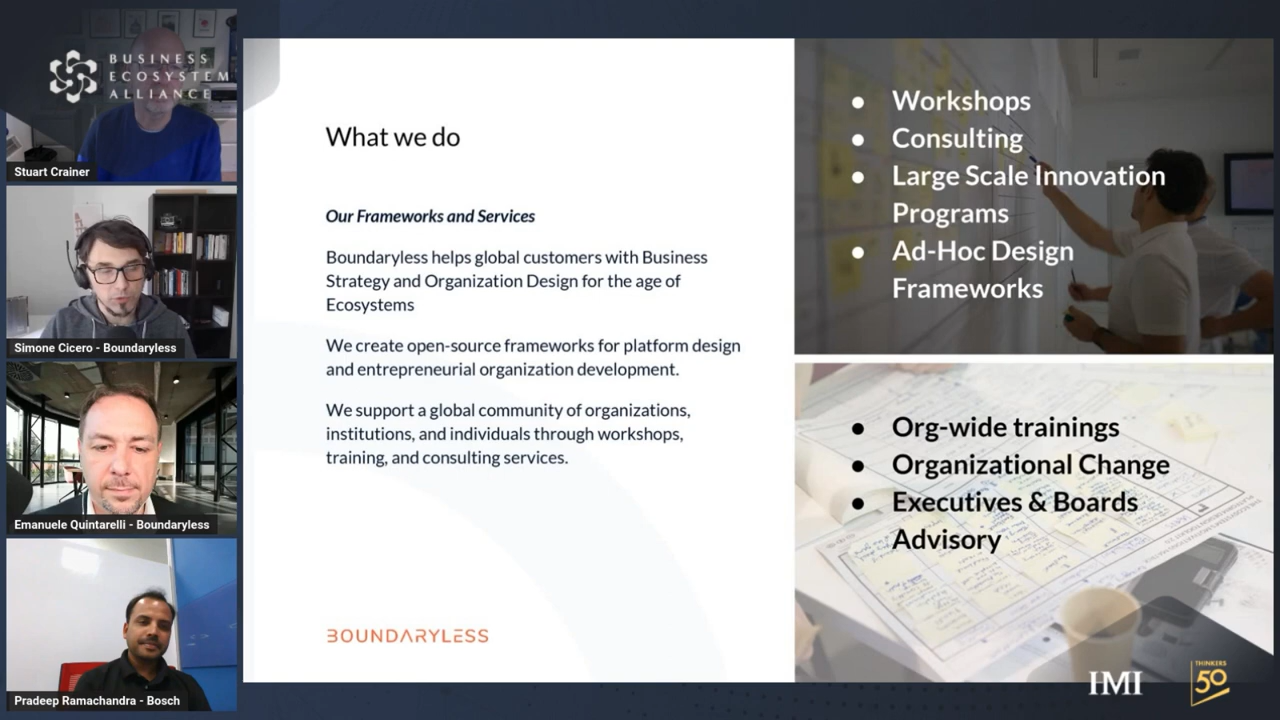 BUSINESS
ECOSYSTEM
ALLIANCE
Stuart Crainer
Simone Cicero - Boundaryless
Emanuele Quintarelli - Boundaryless
Pradeep Ramachandra - Bosch
What we do
Our Frameworks and Services
Boundaryless helps global customers with Business
Strategy and Organization Design for the age of
Ecosystems
We create open-source frameworks for platform design
and entrepreneurial organization development.
We support a global community of organizations,
institutions, and individuals through workshops,
training, and consulting services.
BOUNDARYLESS
● Workshops
● Consulting
● Large Scale Innovation
Programs
● Ad-Hoc Design
Frameworks
● Org-wide trainings
● Organizational Change
● Executives & Boards
Advisory
IMI
THINKERS
50